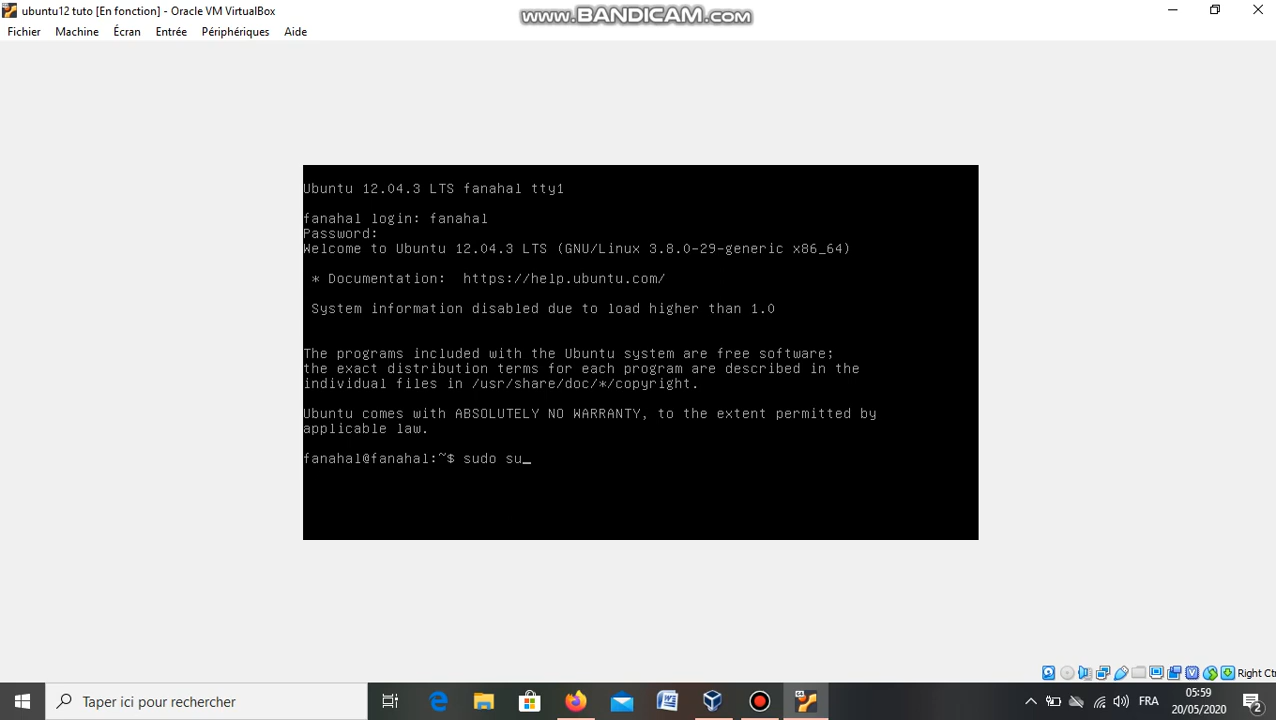 ubuntu12 tuto [En fonction] - Oracle VM VirtualBox
www.BANDICAM.com
Fichier Machine Écran Entrée Périphériques Aide
Ubuntu 12.04.3 LTS fanahal tty1
fanahal login: fanahal
Password:
Welcome to Ubuntu 12.04.3 LTS (GNU/Linux 3.8.0-29-generic x86_64)
* Documentation: https://help.ubuntu.com/
System information disabled due to load higher than 1.0
The programs included with the Ubuntu system are free software;
the exact distribution terms for each program are described in the
individual files in /usr/share/doc/*/copyright.
Ubuntu comes with ABSOLUTELY NO WARRANTY, to the extent permitted by
applicable law.
fanahal@fanahal:~$ sudo su_
Right Ct
Taper ici pour rechercher
FRA
05:59
20/05/2020
2